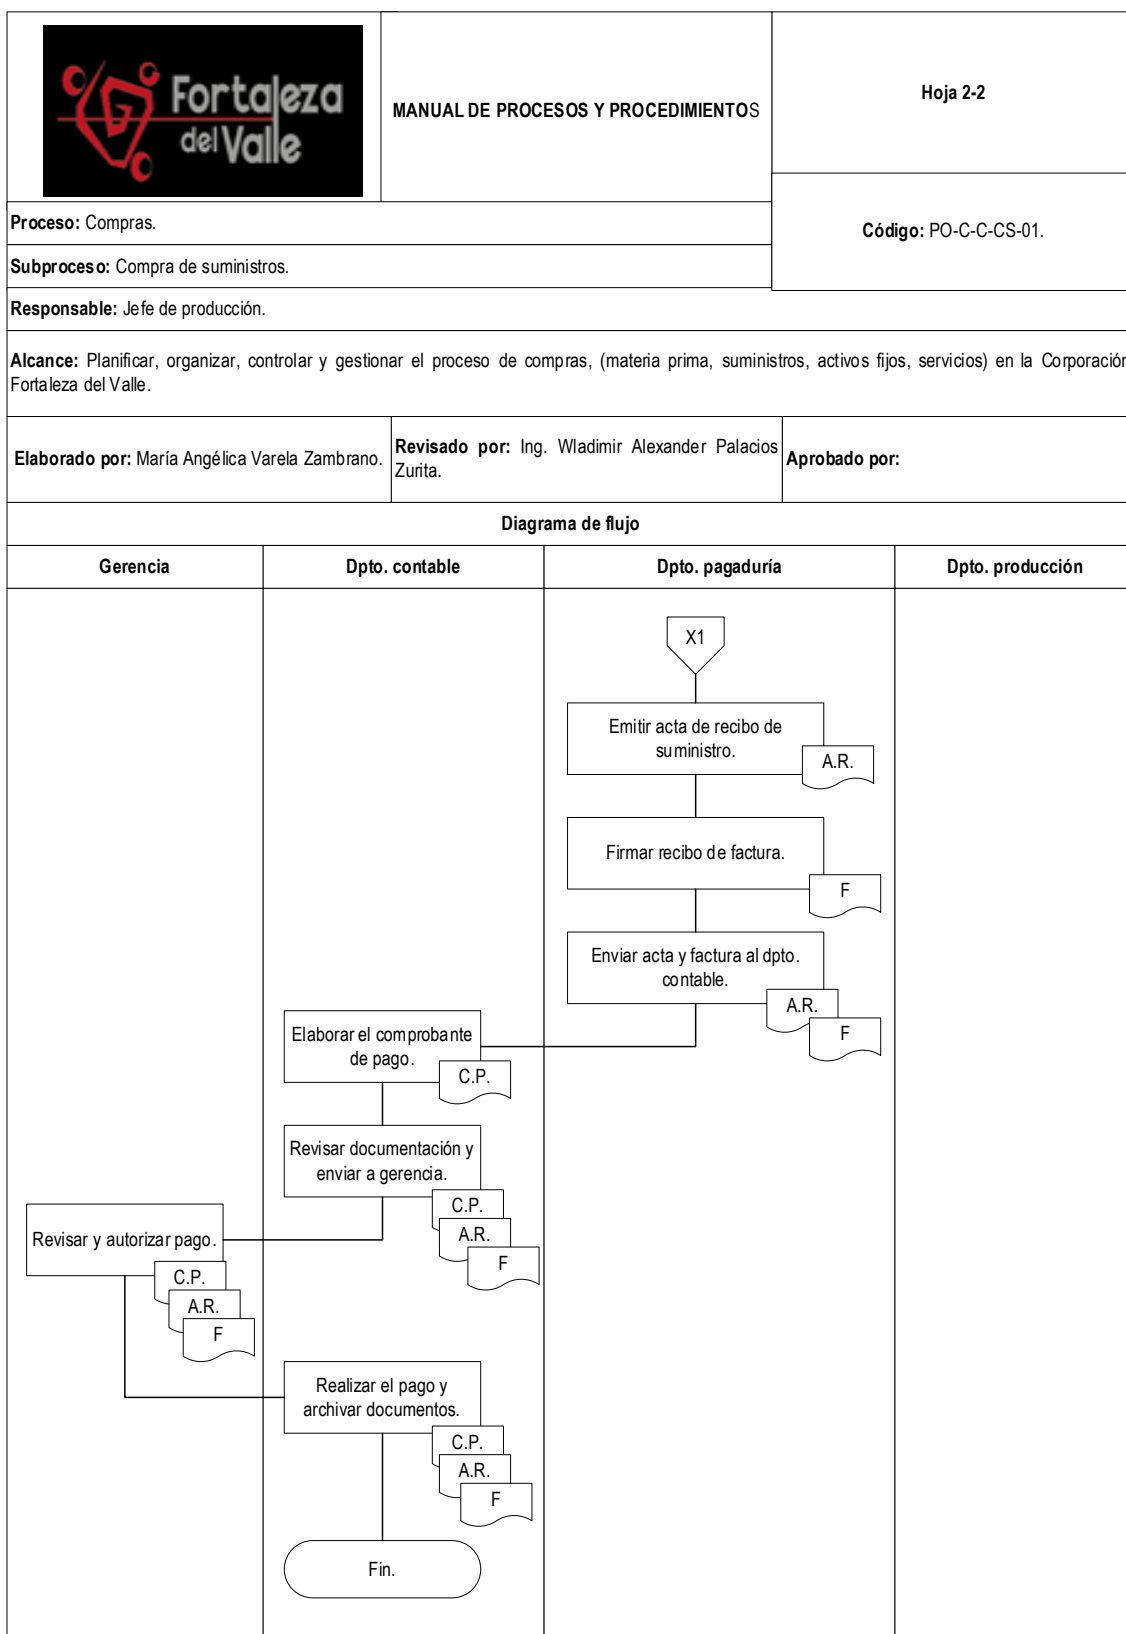 Fortaleza
del Valle
MANUAL DE PROCESOS Y PROCEDIMIENTOS
Hoja 2-2
Proceso: Compras.
Código: PO-C-C-CS-01.
Subproceso: Compra de suministros.
Responsable: Jefe de producción.
Alcance: Planificar, organizar, controlar y gestionar el proceso de compras, (materia prima, suministros, activos fijos, servicios) en la Corporación
Fortaleza del Valle.
Elaborado por: María Angélica Varela Zambrano.
Revisado por: Ing. Wladimir Alexander Palacios
Zurita.
Aprobado por:
Diagrama de flujo
Gerencia
Dpto. contable
Dpto. pagaduría
Dpto. producción
X1
Emitir acta de recibo de
suministro.
A.R.
Firmar recibo de factura.
F
Enviar acta y factura al dpto.
contable.
A.R.
F
Elaborar el comprobante
de pago.
C.P.
Revisar documentación y
enviar a gerencia.
C.P.
A.R.
F
Revisar y autorizar pago.
C.P.
A.R.
F
Realizar el pago y
archivar documentos.
C.P.
A.R.
F
Fin.